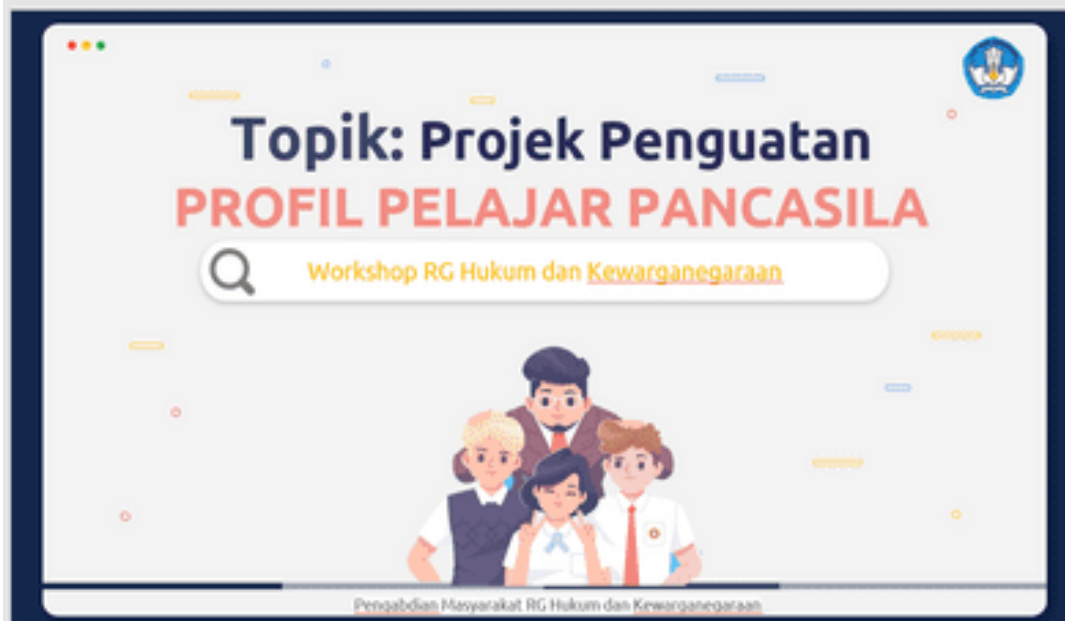 Topik: Projek Penguatan
PROFIL PELAJAR PANCASILA
Workshop RG Hukum dan Kewarganegaraan
Pengabdian Masyarakat RG Hukum dan Kewarganegaraan